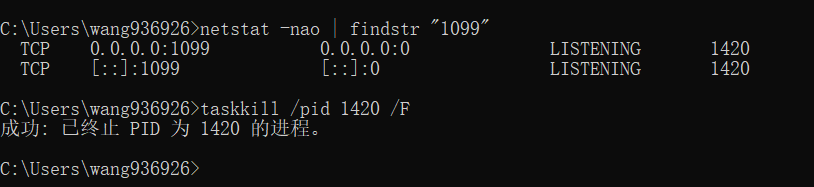 C:\Users\wang936926>netstat -nao | findstr "1099"
  TCP    0.0.0.0:1099           0.0.0.0:0              LISTENING       1420
  TCP    [::]:1099              [::]:0                 LISTENING       1420
C:\Users\wang936926>taskkill /pid 1420 /F
成功: 已终止 PID 为 1420 的进程。
C:\Users\wang936926>